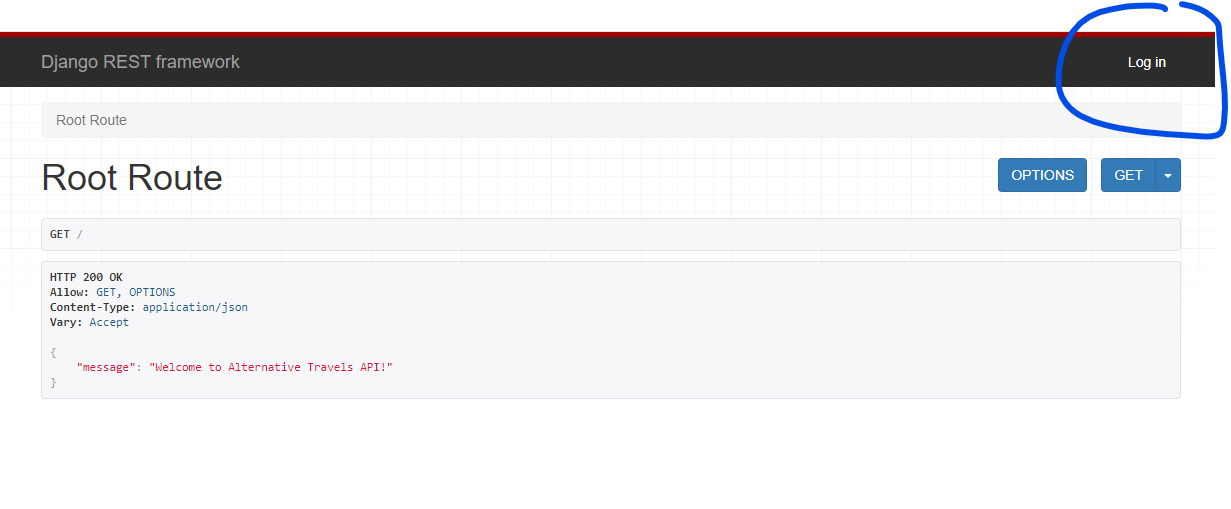 Django REST framework
Log in
Root Route
Root Route
OPTIONS
GET
GET /
HTTP 200 OK
Allow: GET, OPTIONS
Content-Type: application/json
Vary: Accept
{
"message": "Welcome to Alternative Travels API!"
}